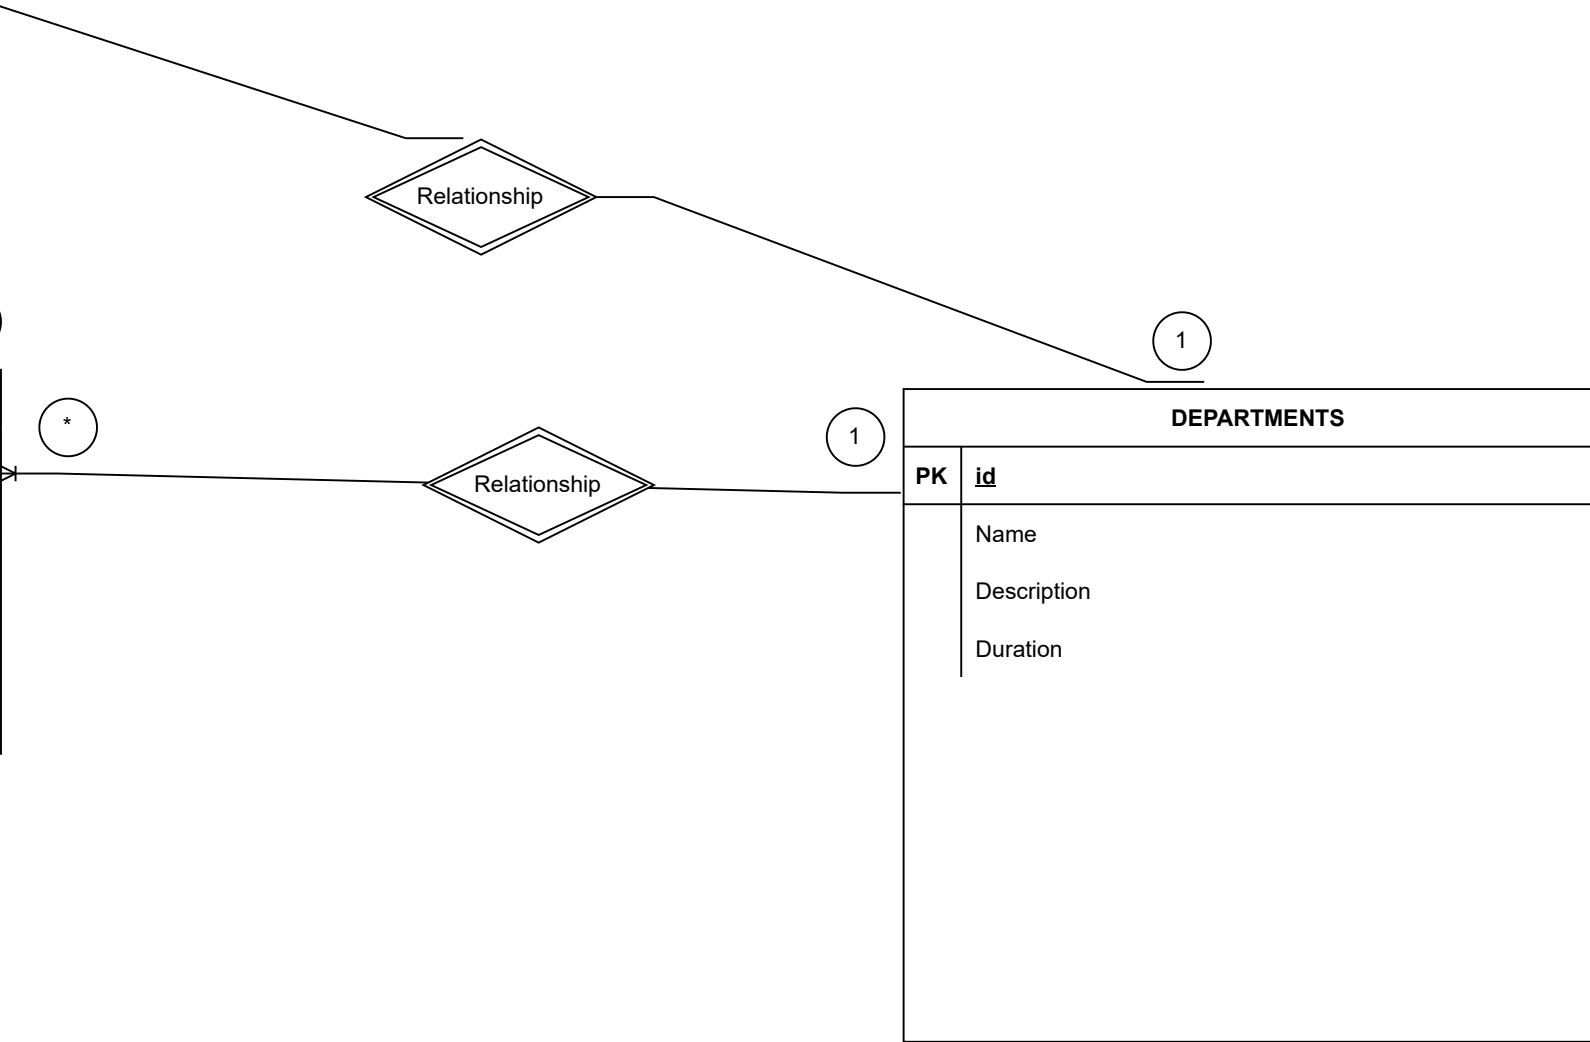 Relationship
1
DEPARTMENTS
*
Relationship
1
PK id
Name
Description
Duration